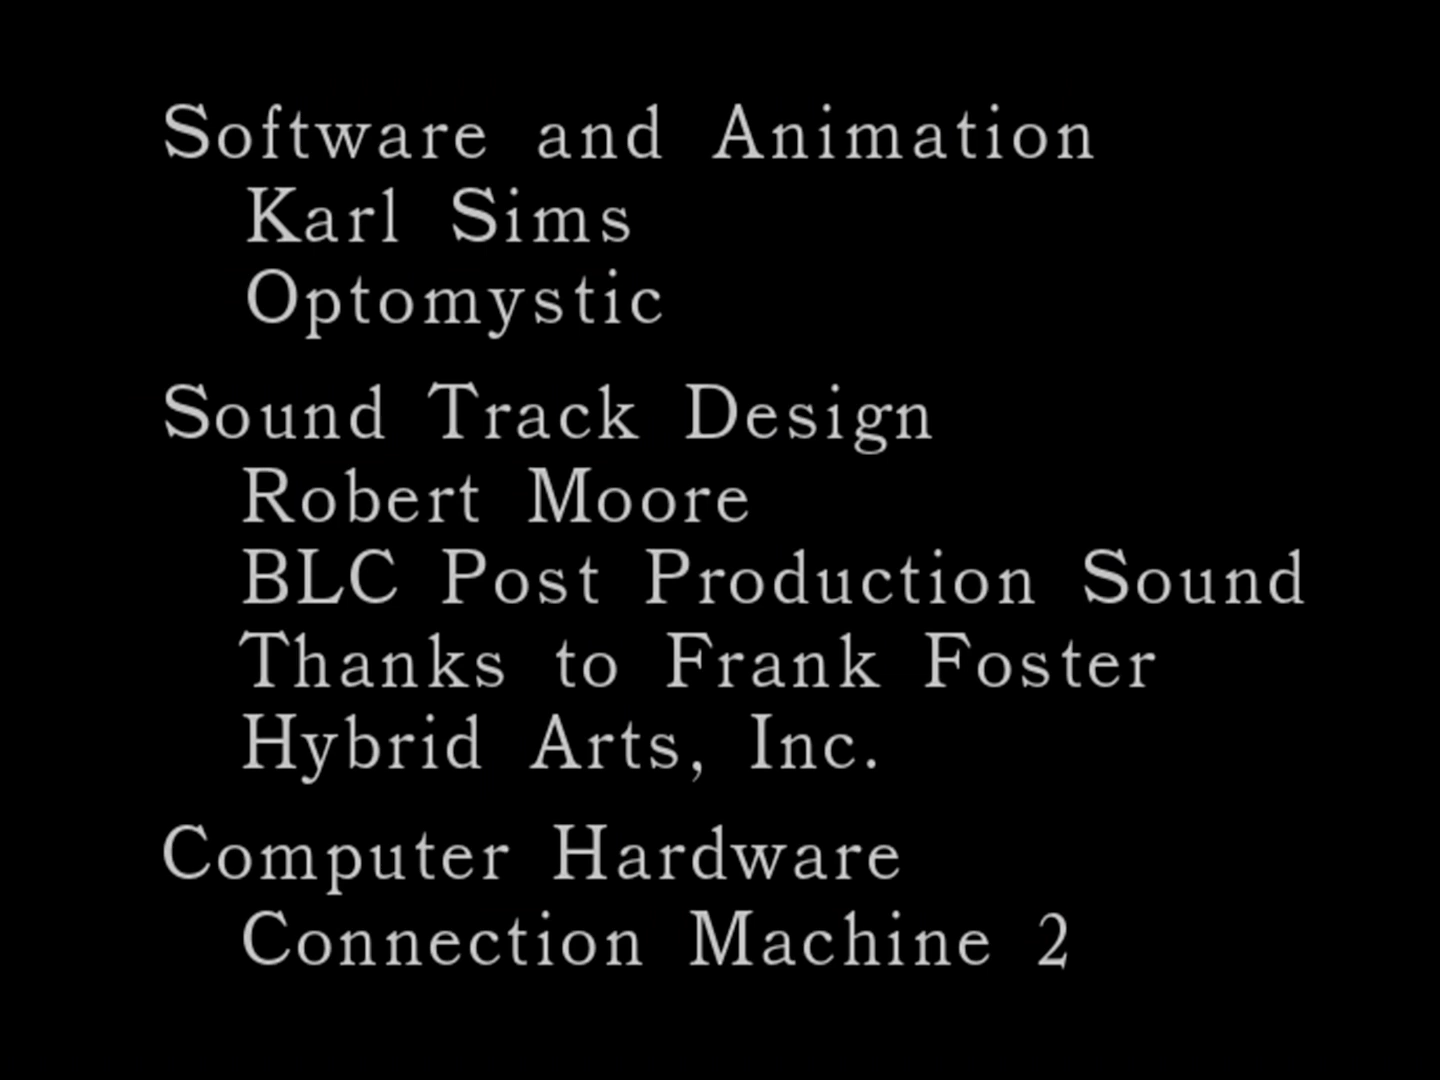 Software and Animation
Karl Sims
Optomystic
Sound Track Design
Robert Moore
BLC Post Production Sound
Thanks to Frank Foster
Hybrid Arts, Inc.
Computer Hardware
Connection Machine 2